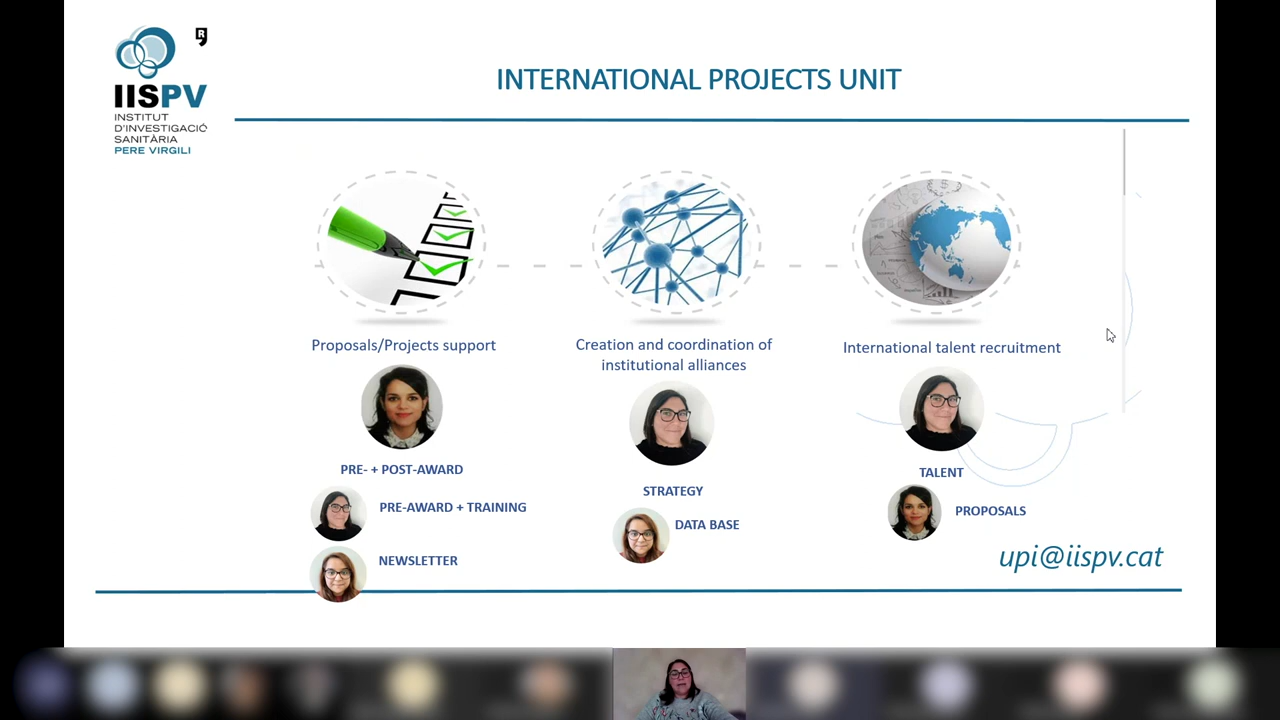 R
IISPV
INSTITUT
D'INVESTIGACIÓ
SANITÀRIA
PERE VIRGILI
INTERNATIONAL PROJECTS UNIT
Proposals/Projects support
Creation and coordination of
institutional alliances
International talent recruitment
PRE- + POST-AWARD
PRE-AWARD + TRAINING
NEWSLETTER
STRATEGY
DATA BASE
TALENT
PROPOSALS
upi@iispv.cat